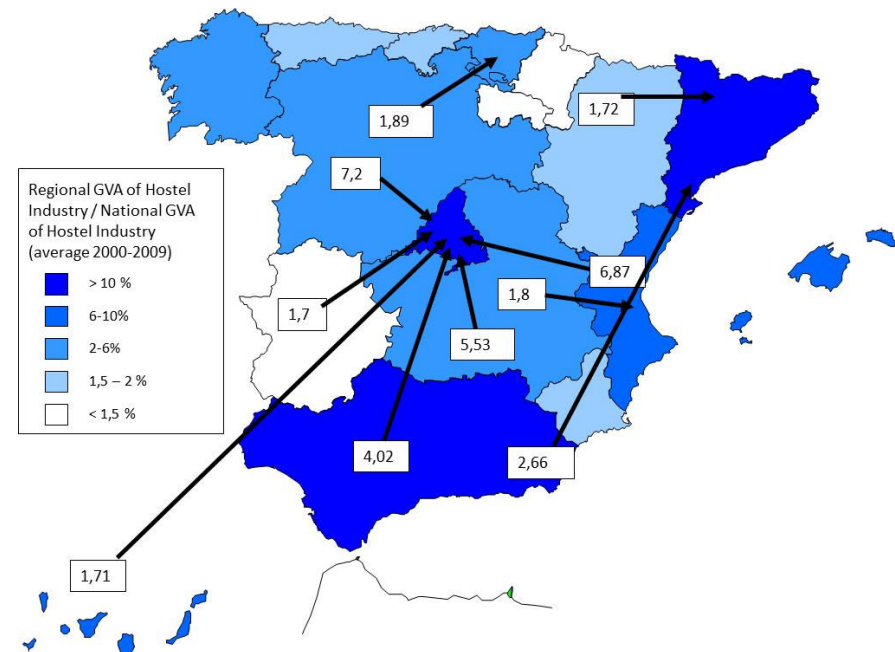 1,89
1,72
7,2
Regional GVA of Hostel
Industry / National GVA
of Hostel Industry
(average 2000-2009)
> 10 %
6-10%
2-6%
1,5 – 2 %
< 1,5 %
6,87
1,8
1,7
5,53
4,02
2,66
1,71